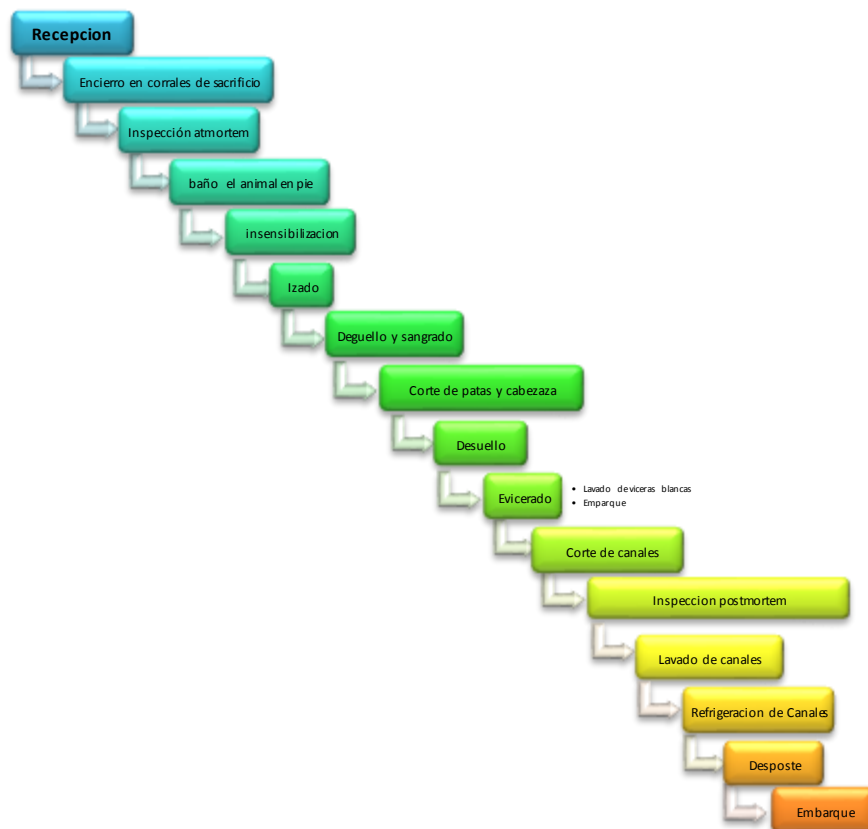 Recepcion
Encierro en corrales de sacrificio
Inspección atmortem
baño el animal en pie
insensibilizacion
Izado
Deguello y sangrado
Corte de patas y cabezaza
Desuello
Evicerado
• Lavado de viceras blancas
• Emparque
Corte de canales
Inspeccion postmortem
Lavado de canales
Refrigeracion de Canales
Desposte
Embarque